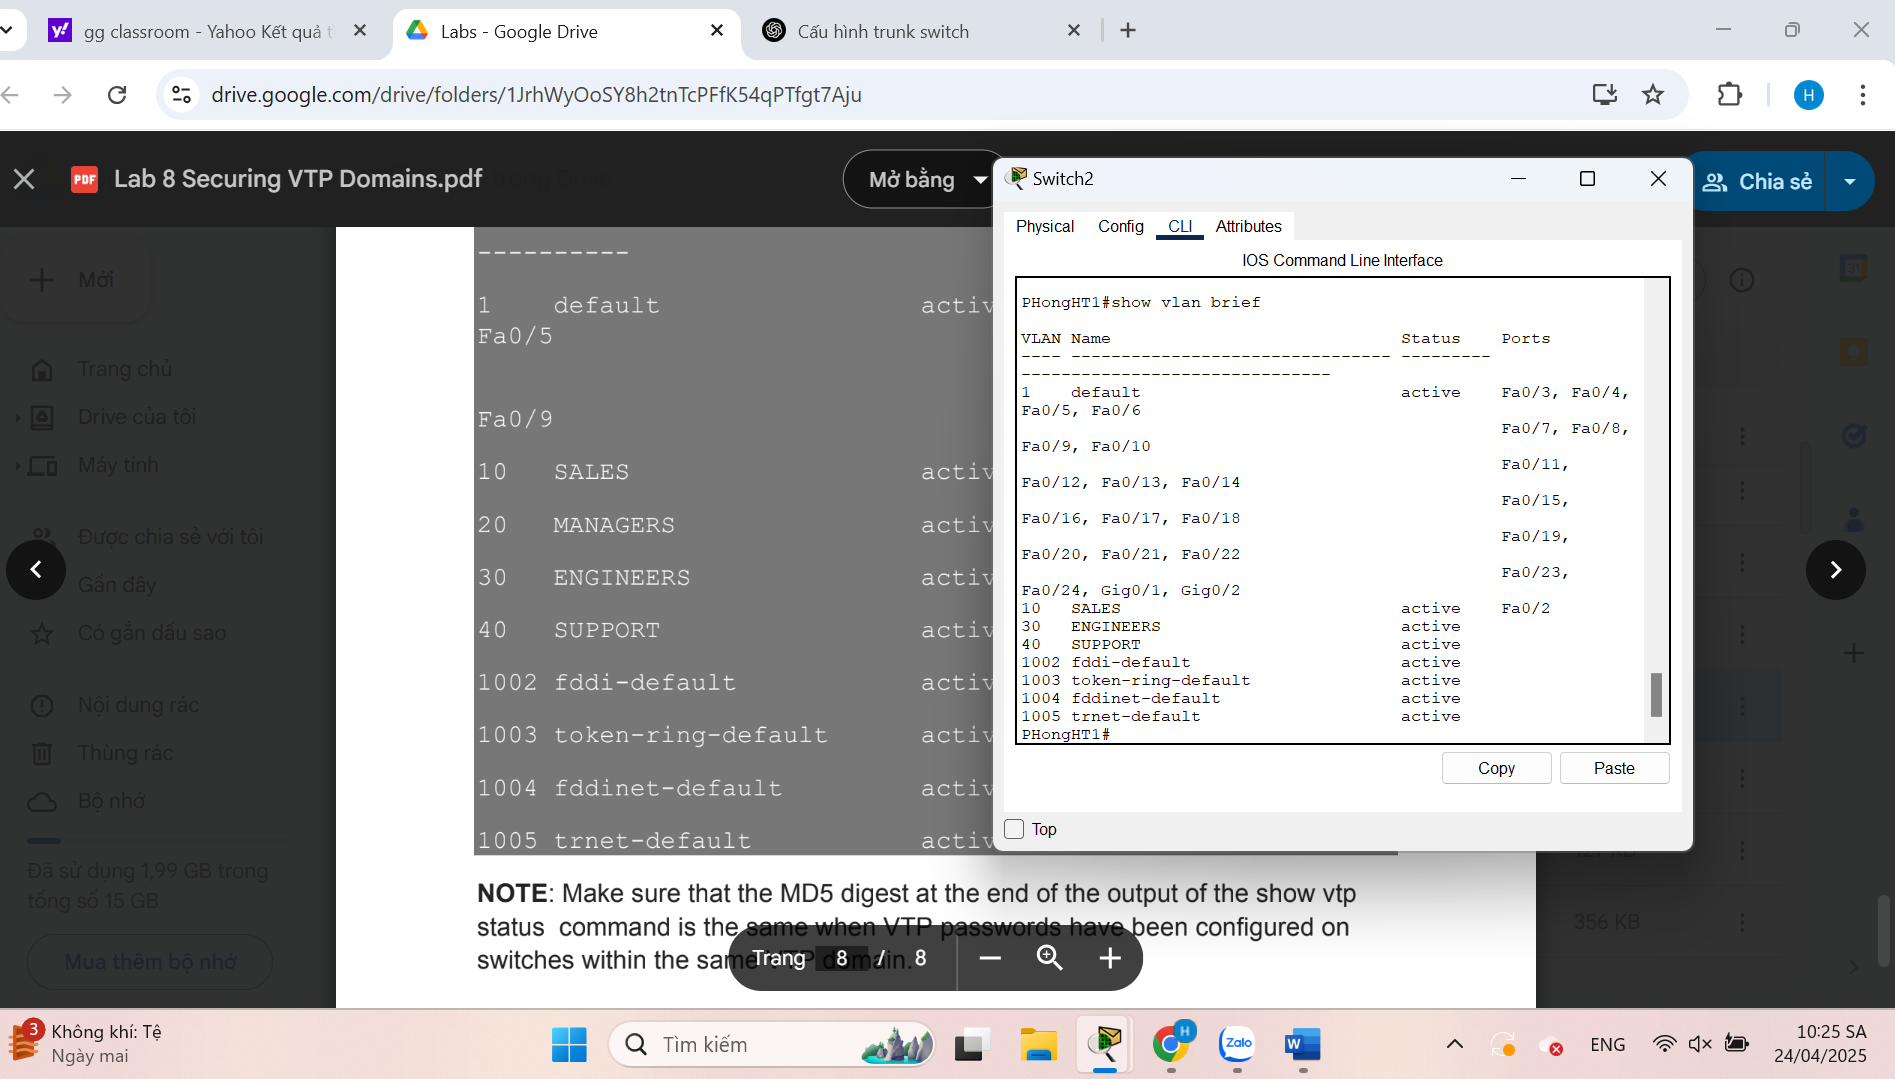 gg classroom - Yahoo Kết quả t
Labs - Google Drive
Cấu hình trunk switch
drive.google.com/drive/folders/1JrhWyOoSY8h2tnTcPFfK54qPTfgt7Aju
H
PDF
Lab 8 Securing VTP Domains.pdf
Mở bằng
Chia sẻ
Mới
Trang chủ
Drive của tôi
Máy tính
Được chia sẻ với tôi
Gần đây
Có gắn dấu sao
Nội dung rác
Thùng rác
Bộ nhớ
Đã sử dụng 1,99 GB trong
tổng số 15 GB
Mua thêm bộ nhớ
----------
1 default activ
Fa0/5
Fa0/9
10 SALES activ
20 MANAGERS activ
30 ENGINEERS activ
40 SUPPORT activ
1002 fddi-default activ
1003 token-ring-default activ
1004 fddinet-default activ
1005 trnet-default activ
NOTE: Make sure that the MD5 digest at the end of the output of the show vtp
status command is the same when VTP passwords have been configured on
switches within the same VTP domain.
Trang 8 / 8
Switch2
Physical Config CLI Attributes
IOS Command Line Interface
PHongHT1#show vlan brief
VLAN Name Status Ports
---- -------------------------------- ---------
-------------------------------
1 default active Fa0/3, Fa0/4,
Fa0/5, Fa0/6
Fa0/7, Fa0/8,
Fa0/9, Fa0/10
Fa0/11,
Fa0/12, Fa0/13, Fa0/14
Fa0/15,
Fa0/16, Fa0/17, Fa0/18
Fa0/19,
Fa0/20, Fa0/21, Fa0/22
Fa0/23,
Fa0/24, Gig0/1, Gig0/2
10 SALES active Fa0/2
30 ENGINEERS active
40 SUPPORT active
1002 fddi-default active
1003 token-ring-default active
1004 fddinet-default active
1005 trnet-default active
PHongHT1#
Copy Paste
Top
356 KB
31
3
Không khí: Tệ
Ngày mai
Tìm kiếm
H
Zalo
W
ENG
10:25 SA
24/04/2025